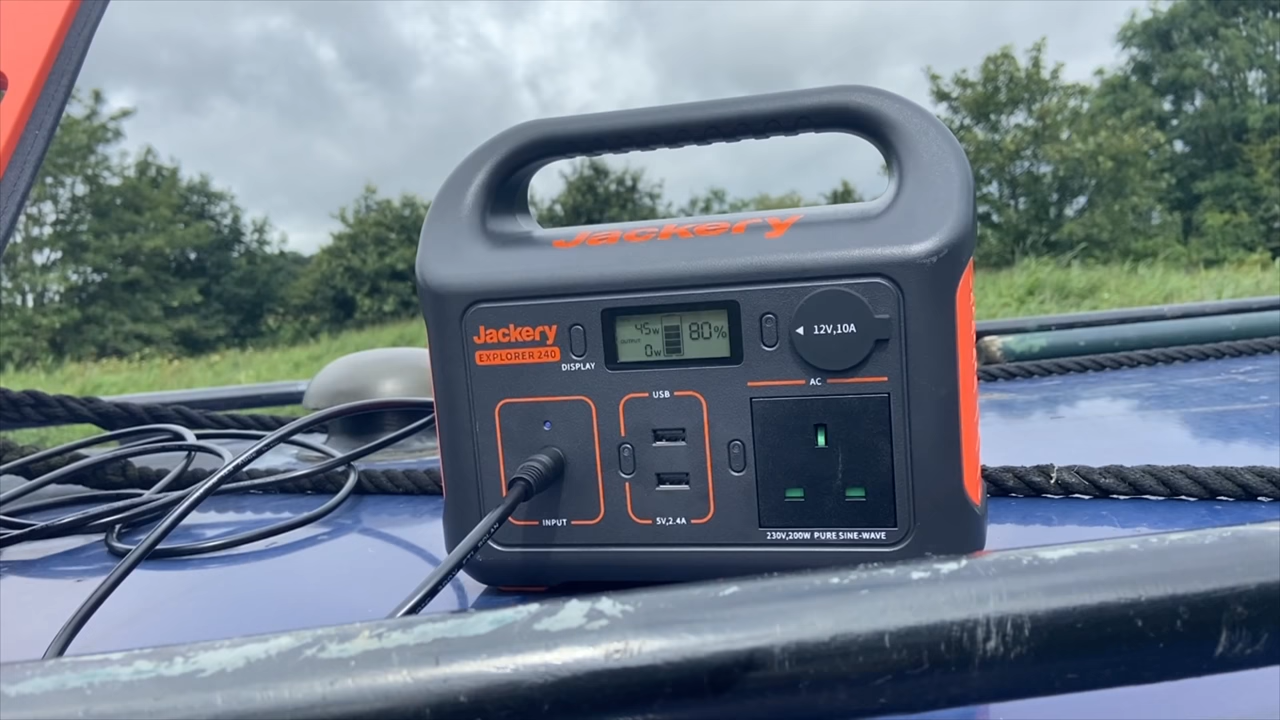 Jackery
Jackery
EXPLORER 240
DISPLAY
45W
OUTPUT
0W
80%
12V,10A
AC
USB
INPUT
5V,2.4A
230V,200W PURE SINE-WAVE